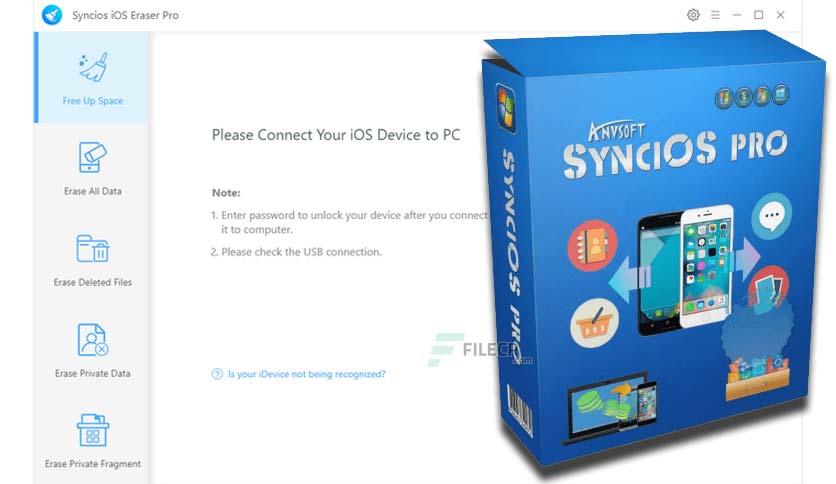 Syncios iOS Eraser Pro
Free Up Space
Erase All Data
Erase Deleted Files
Erase Private Data
Erase Private Fragment
Please Connect Your iOS Device to PC
Note:
1. Enter password to unlock your device after you connect
it to computer.
2. Please check the USB connection.
Is your iDevice not being recognized?
FILECR
.com
SYNCIOS PRO
ANVSOFT
SYNCIOS PRO